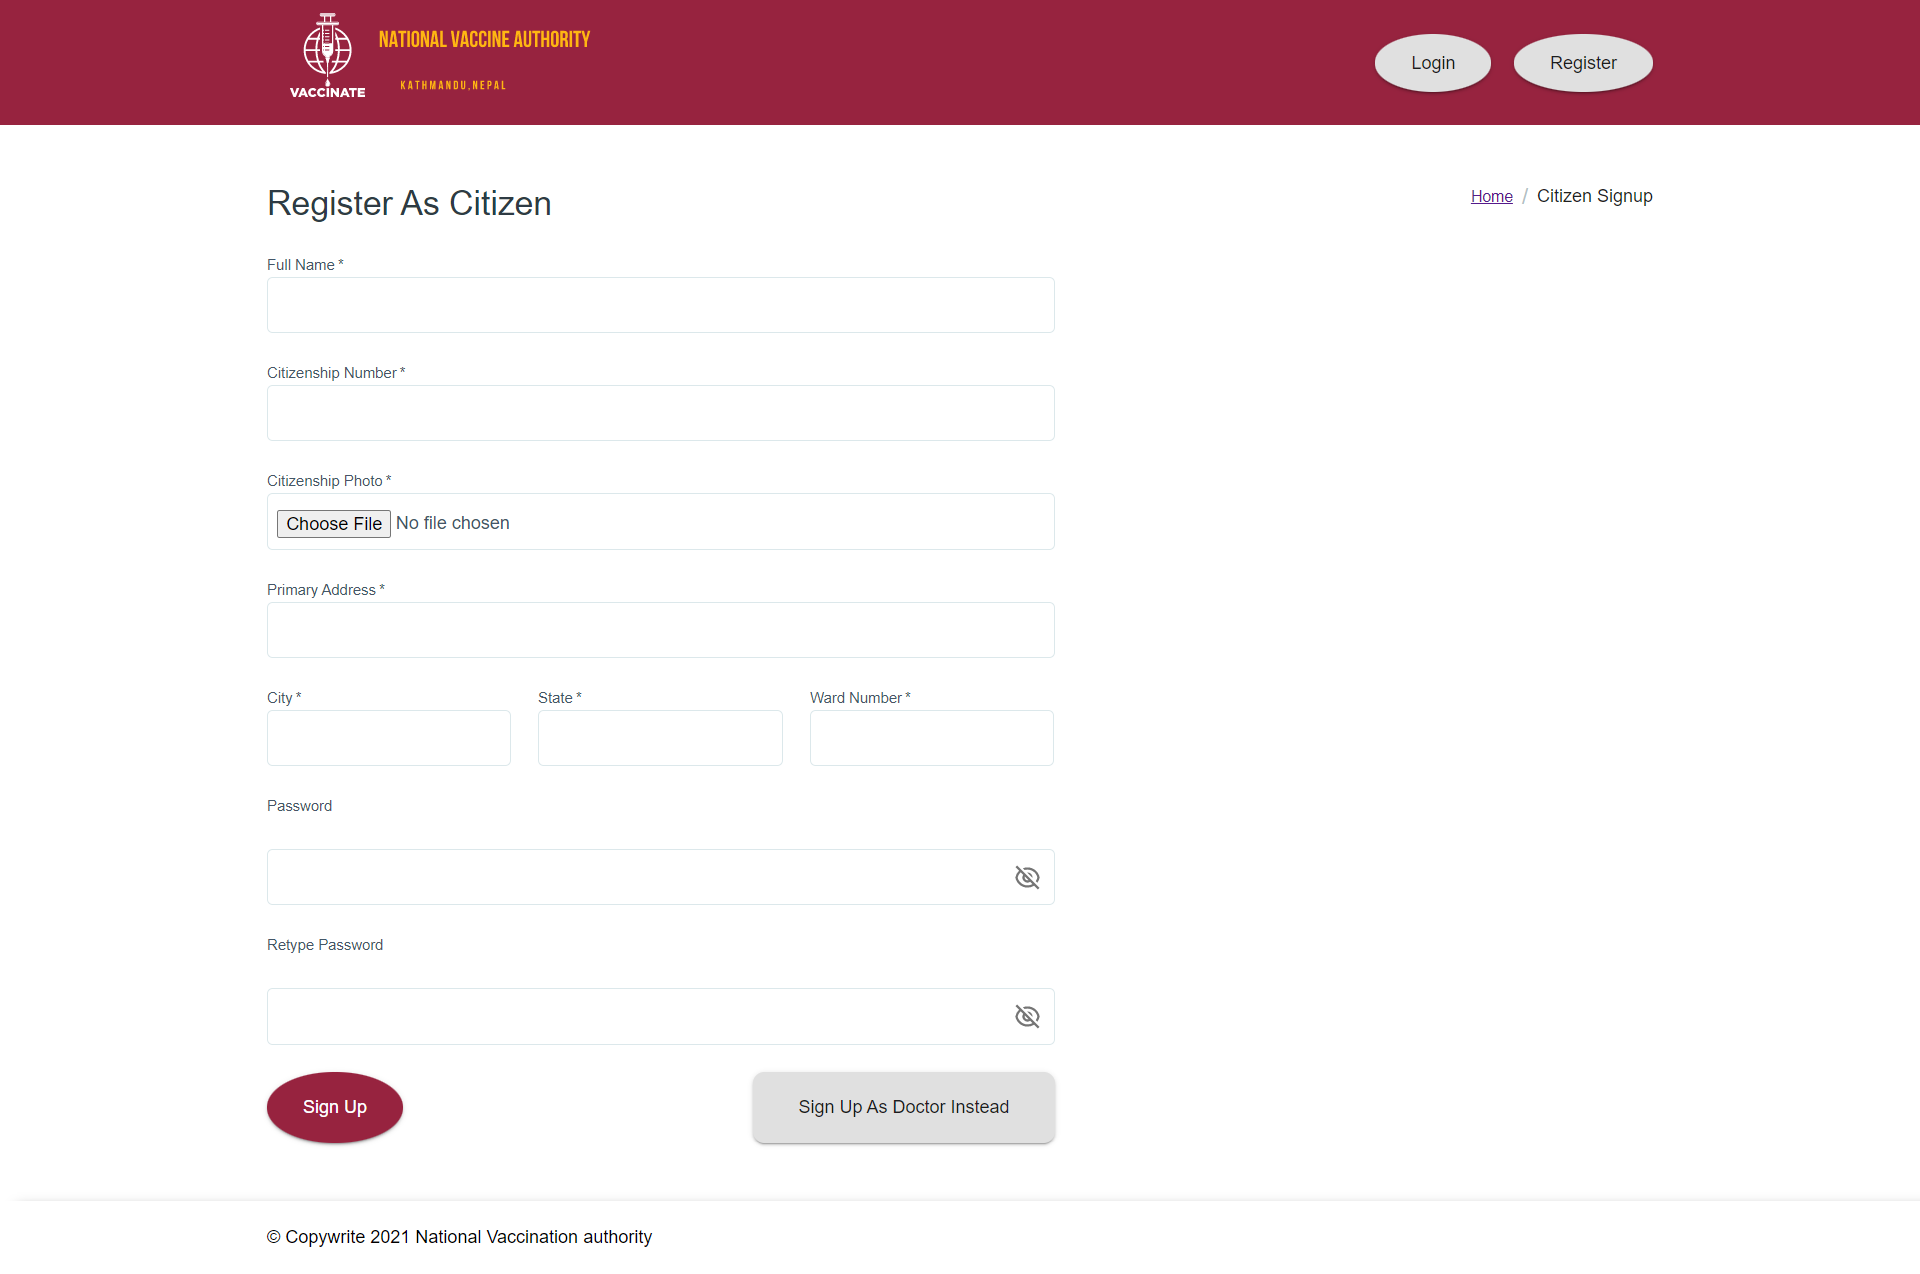 NATIONAL VACCINE AUTHORITY
KATHMANDU,NEPAL
VACCINATE
Login
Register
Register As Citizen
Home / Citizen Signup
Full Name *
Citizenship Number *
Citizenship Photo *
Choose File No file chosen
Primary Address *
City * State * Ward Number *
Password
Retype Password
Sign Up
Sign Up As Doctor Instead
© Copywrite 2021 National Vaccination authority